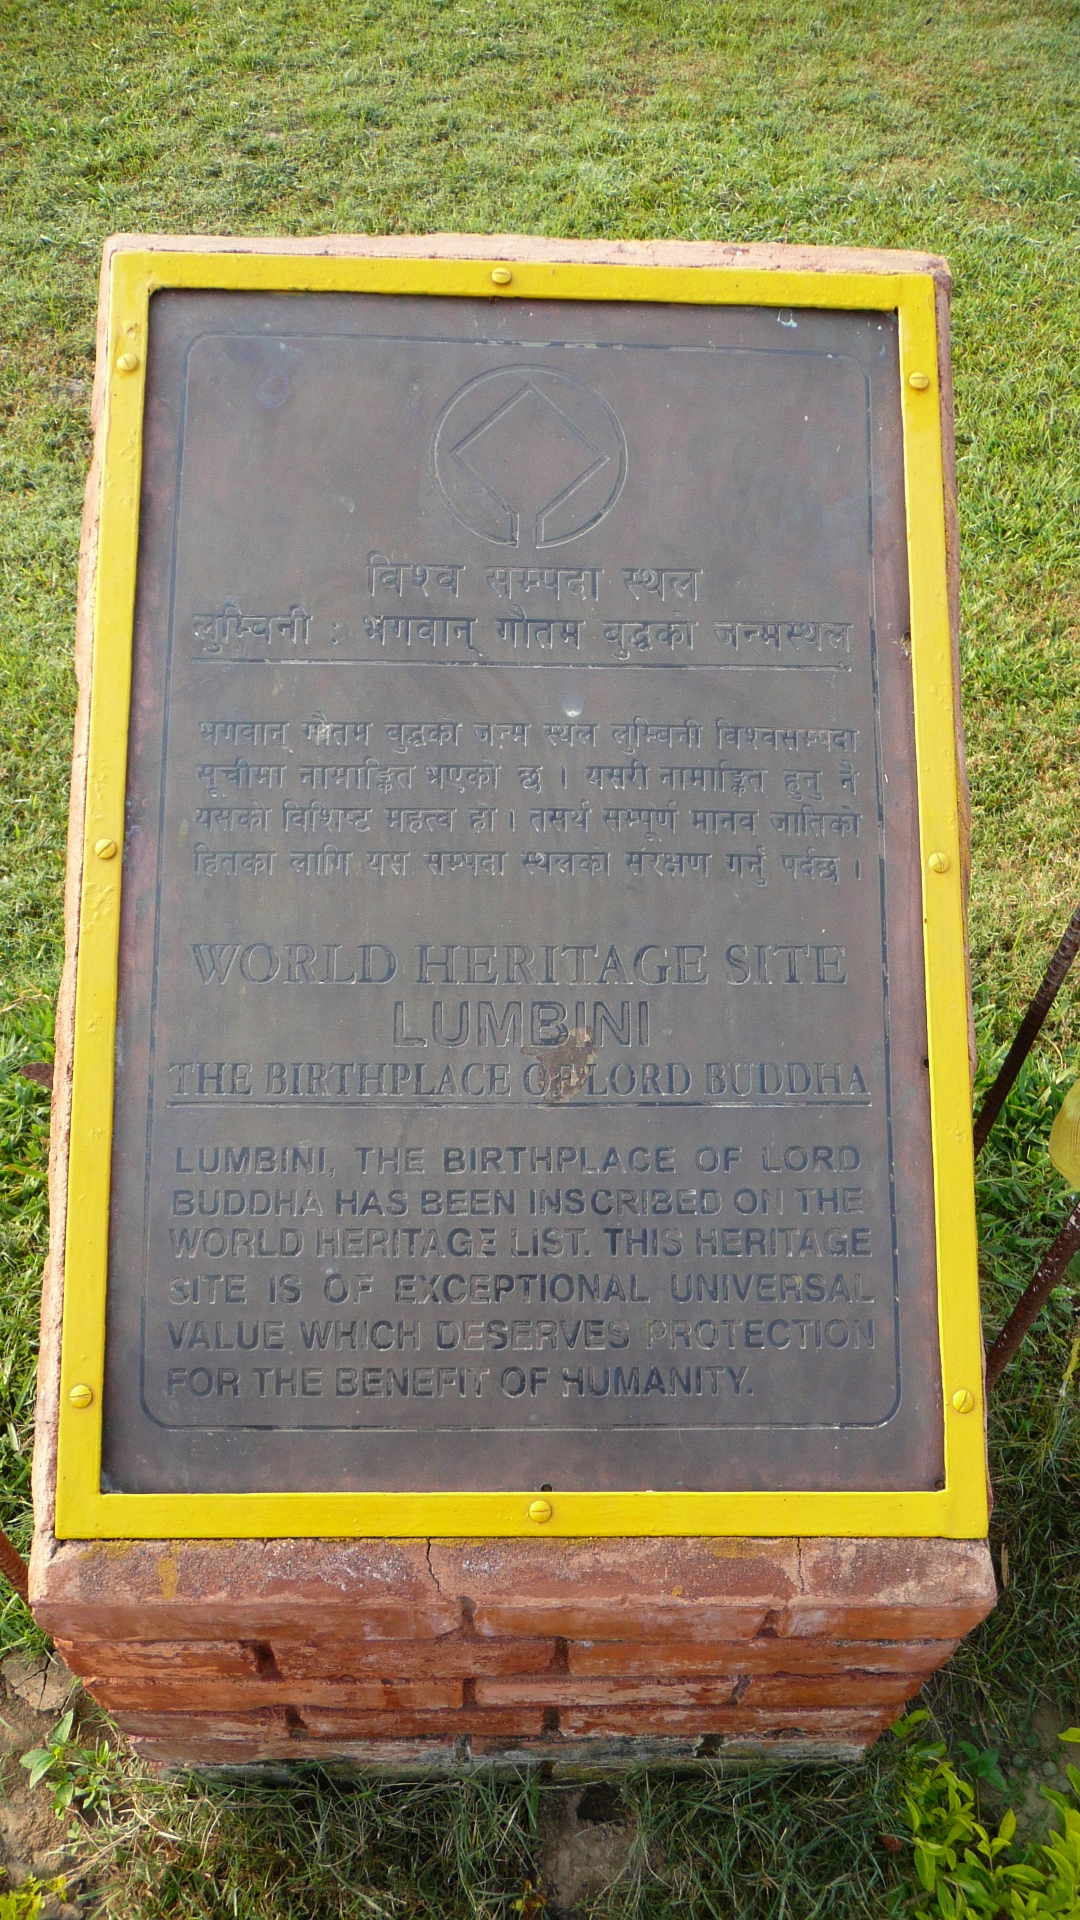 विश्व सम्पदा स्थल
लुम्बिनी : भगवान् गौतम बुद्धको जन्मस्थल
भगवान् गौतम बुद्धको जन्म स्थल लुम्बिनी विश्वसम्पदा
सूचीमा नामाङ्कित भएको छ । यसरी नामाङ्कित हुनु नै
यसको विशिष्ट महत्व हो । तसर्थ सम्पूर्ण मानव जातिको
हितका लागि यस सम्पदा स्थलको संरक्षण गर्नु पर्दछ ।
WORLD HERITAGE SITE
LUMBINI
THE BIRTHPLACE OF LORD BUDDHA
LUMBINI, THE BIRTHPLACE OF LORD
BUDDHA HAS BEEN INSCRIBED ON THE
WORLD HERITAGE LIST. THIS HERITAGE
SITE IS OF EXCEPTIONAL UNIVERSAL
VALUE WHICH DESERVES PROTECTION
FOR THE BENEFIT OF HUMANITY.